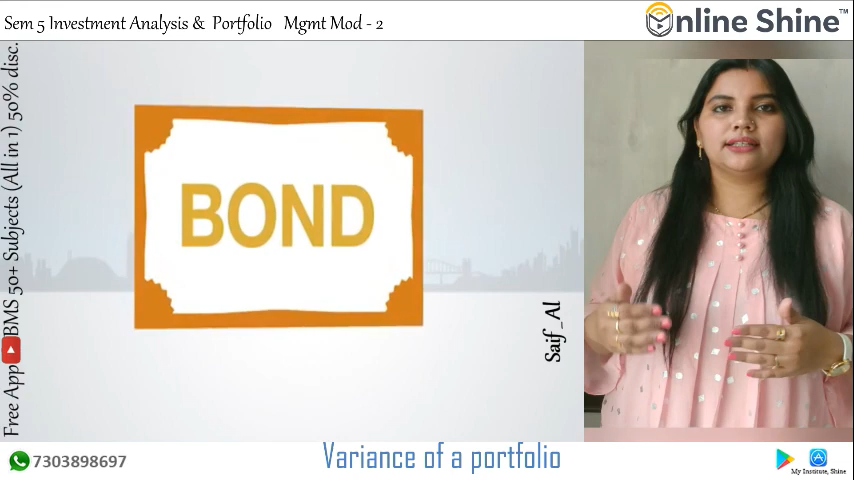 Sem 5 Investment Analysis & Portfolio Mgmt Mod - 2
nline Shine™
Free App BMS 50+ Subjects (All in 1) 50% disc.
BOND
Saif_Al
7303898697
Variance of a portfolio
My Institute, Shine